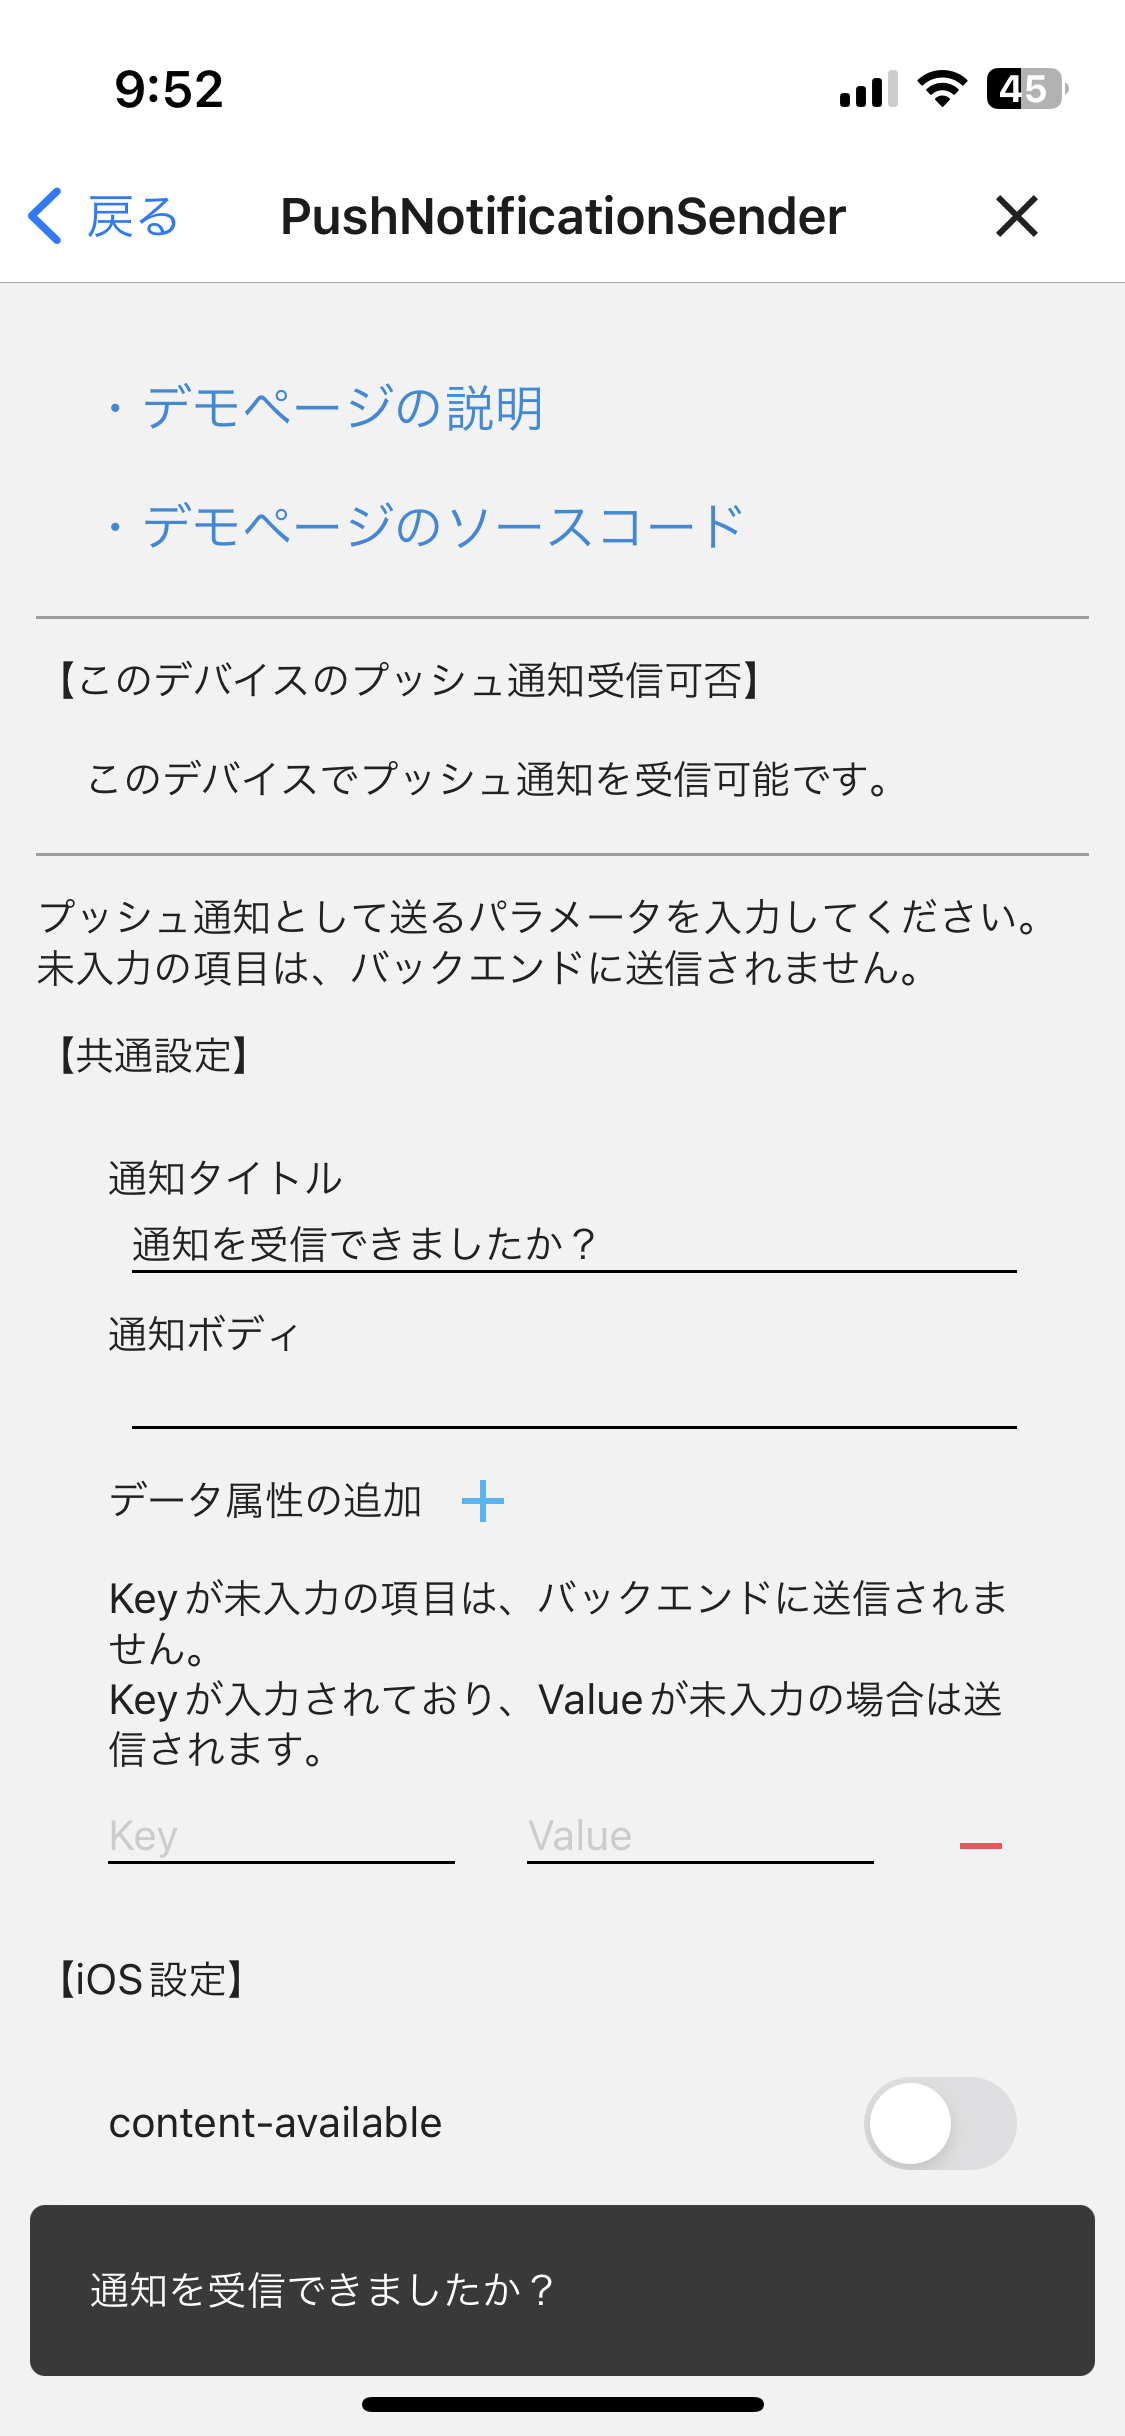 9:52
45
戻る
PushNotificationSender
・デモページの説明
・デモページのソースコード
【このデバイスのプッシュ通知受信可否】
このデバイスでプッシュ通知を受信可能です。
プッシュ通知として送るパラメータを入力してください。
未入力の項目は、バックエンドに送信されません。
【共通設定】
通知タイトル
通知を受信できましたか？
通知ボディ
データ属性の追加
Keyが未入力の項目は、バックエンドに送信されま
せん。
Keyが入力されており、Valueが未入力の場合は送
信されます。
Key Value
【iOS設定】
content-available
通知を受信できましたか？